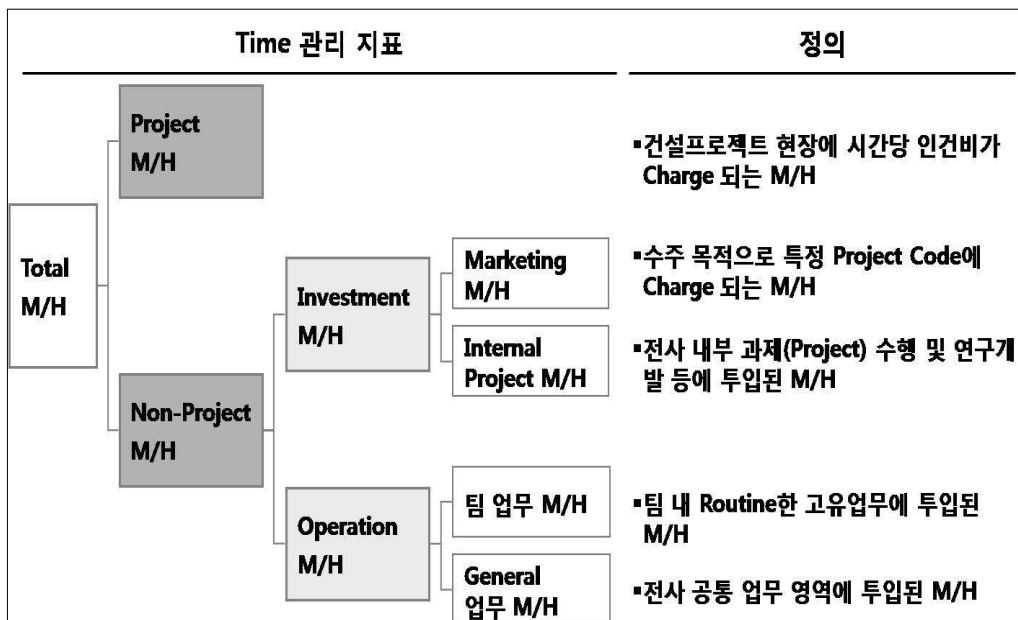 Time 관리 지표
정의
Project
M/H
▪건설프로젝트 현장에 시간당 인건비가
Charge 되는 M/H
Total
M/H
Investment
M/H
Marketing
M/H
▪수주 목적으로 특정 Project Code에
Charge 되는 M/H
Internal
Project M/H
▪전사 내부 과제(Project) 수행 및 연구개
발 등에 투입된 M/H
Non-Project
M/H
Operation
M/H
팀 업무 M/H
▪팀 내 Routine한 고유업무에 투입된
M/H
General
업무 M/H
▪전사 공통 업무 영역에 투입된 M/H